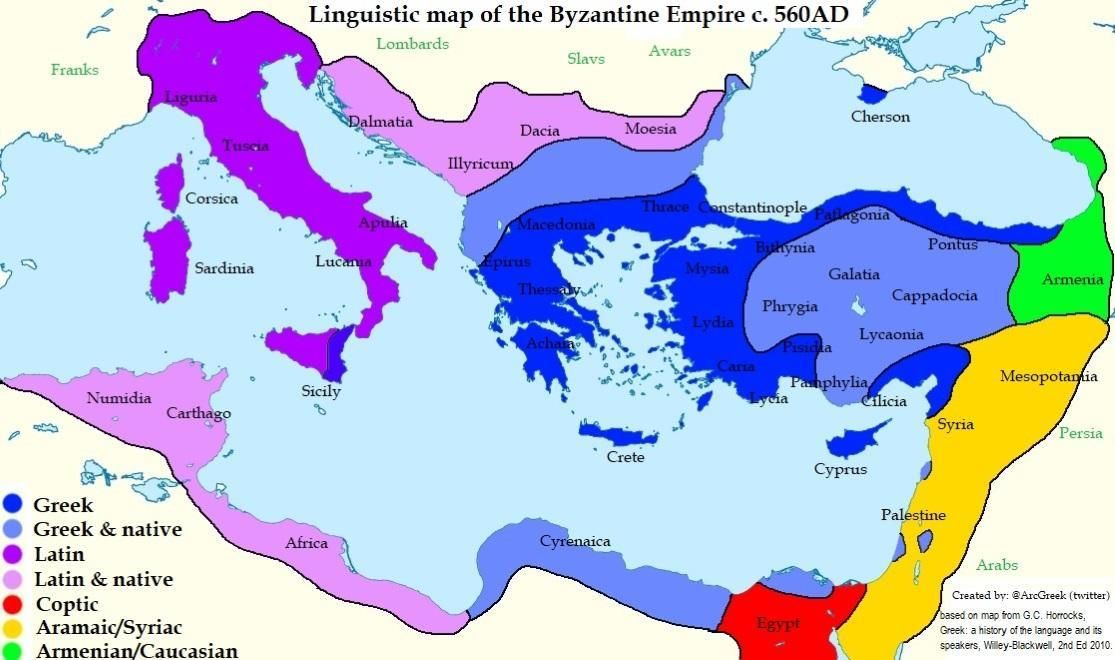 Linguistic map of the Byzantine Empire c. 560AD
Lombards
Slavs
Avars
Franks
Liguria
Dalmatia
Dacia
Moesia
Cherson
Tuscia
Illyricum
Corsica
Apulia
Macedonia
Thrace
Constantinople
Paflagonia
Bithynia
Pontus
Sardinia
Lucania
Epirus
Mysia
Galatia
Armenia
Thessaly
Phrygia
Cappadocia
Achaia
Lydia
Lycaonia
Pisidia
Caria
Pamphylia
Mesopotamia
Sicily
Lycia
Cilicia
Numidia
Carthago
Syria
Persia
Crete
Cyprus
Palestine
Africa
Cyrenaica
Arabs
Egypt
Greek
Greek & native
Latin
Latin & native
Coptic
Aramaic/Syriac
Armenian/Caucasian
Created by: @ArcGreek (twitter)
based on map from G.C. Horrocks,
Greek: a history of the language and its
speakers, Willey-Blackwell, 2nd Ed 2010.